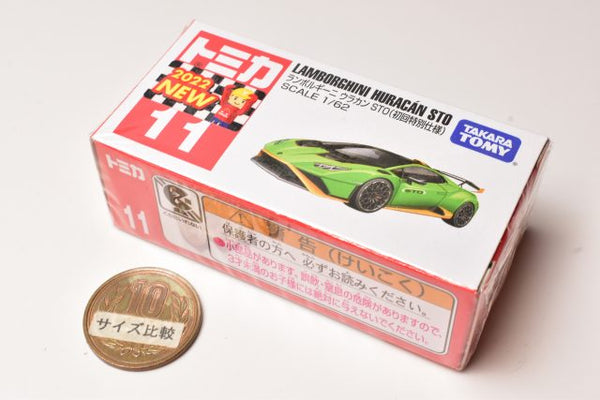 トミカ
2022
NEW
11
LAMBORGHINI HURACÁN STO
ランボルギーニ ウラカン STO(初回特別仕様)
SCALE 1/62
TAKARA
TOMY
STO
トミカ
11
警告(けいこく)
保護者の方へ 必ずお読みください。
小部品があります。誤飲・窒息の危険がありますので、
3才未満のお子様には絶対に与えないでください。
10
サイズ比較